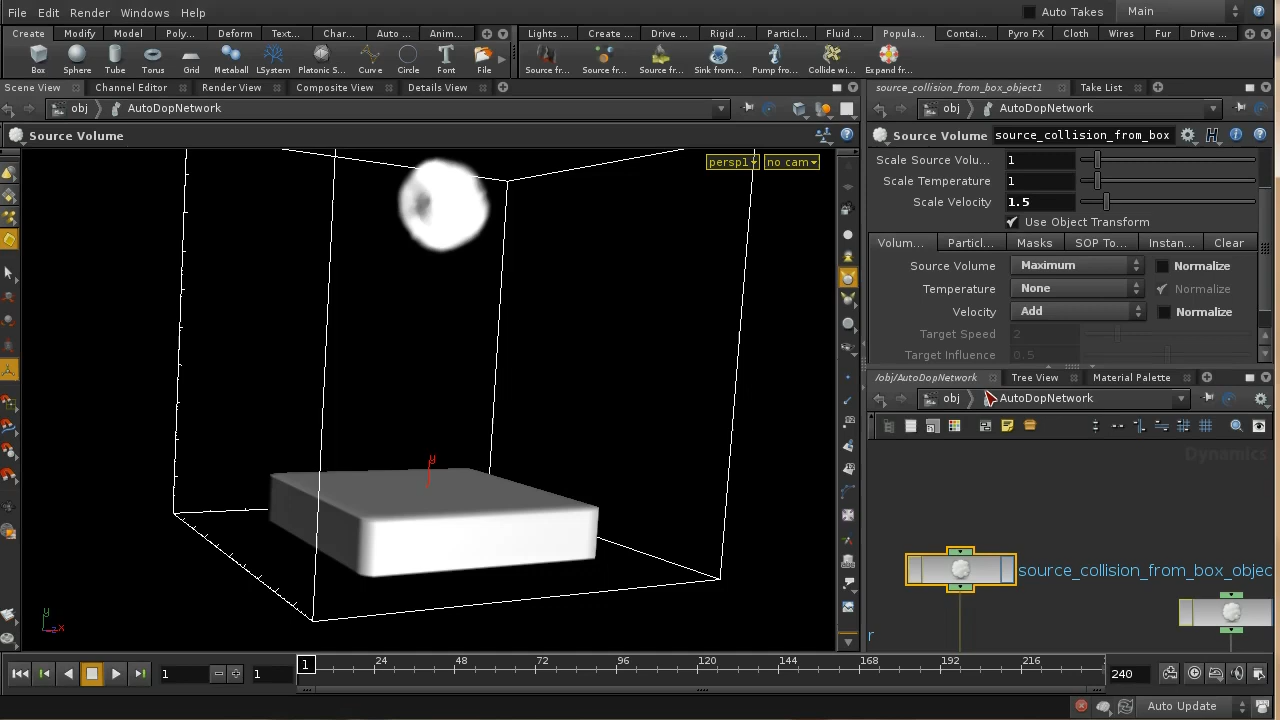 File Edit Render Windows Help Auto Takes Main
Create Modify Model Poly... Deform Text... Char... Auto ... Anim... Lights ... Create ... Drive ... Rigid ... Particl... Fluid ... Popula... Contai... Pyro FX Cloth Wires Fur Drive ...
Box Sphere Tube Torus Grid Metaball LSystem Platonic S... Curve Circle Font File Source fr... Source fr... Source fr... Sink from... Pump fro... Collide wi... Expand fr...
Scene View Channel Editor Render View Composite View Details View source_collision_from_box_object1 Take List
obj AutoDopNetwork obj AutoDopNetwork
Source Volume Source Volume source_collision_from_box
perspl no cam
Scale Source Volu... 1
Scale Temperature 1
Scale Velocity 1.5
Use Object Transform
Volum... Particl... Masks SOP To... Instan... Clear
Source Volume Maximum Normalize
Temperature None Normalize
Velocity Add Normalize
Target Speed 2
Target Influence 0.5
/obj/AutoDopNetwork Tree View Material Palette
obj AutoDopNetwork
Dynamics
source_collision_from_box_objec
r
y
y
z x
1 24 48 72 96 120 144 168 192 216
1 1 240
Auto Update